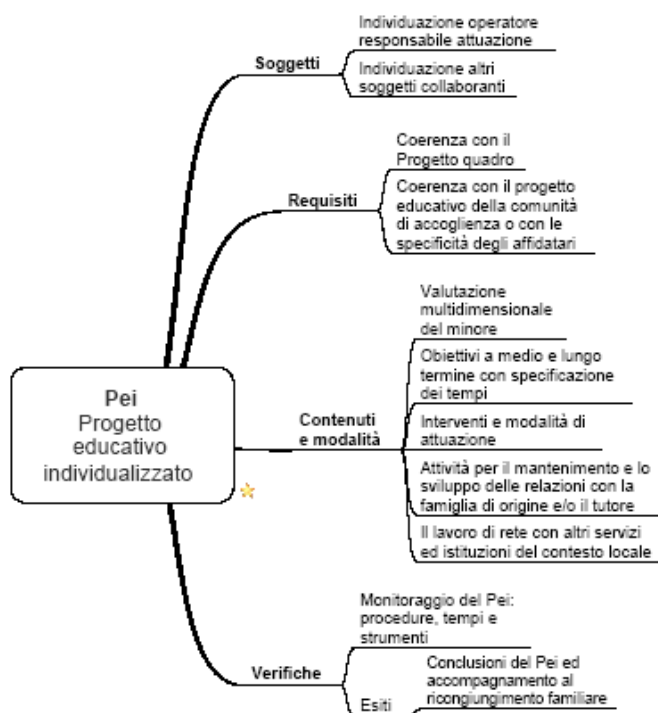 Individuazione operatore
responsabile attuazione
Soggetti
Individuazione altri
soggetti collaboranti
Coerenza con il
Progetto quadro
Requisiti
Coerenza con il progetto
educativo della comunità
di accoglienza o con le
specificità degli affidatari
Valutazione
multidimensionale
del minore
Obiettivi a medio e lungo
termine con specificazione
dei tempi
Pei
Progetto
educativo
individualizzato
Contenuti
e modalità
Interventi e modalità di
attuazione
Attività per il mantenimento e lo
sviluppo delle relazioni con la
famiglia di origine e/o il tutore
Il lavoro di rete con altri servizi
ed istituzioni del contesto locale
Monitoraggio del Pei:
procedure, tempi e
strumenti
Verifiche
Conclusioni del Pei ed
accompagnamento al
ricongiungimento familiare
Esiti